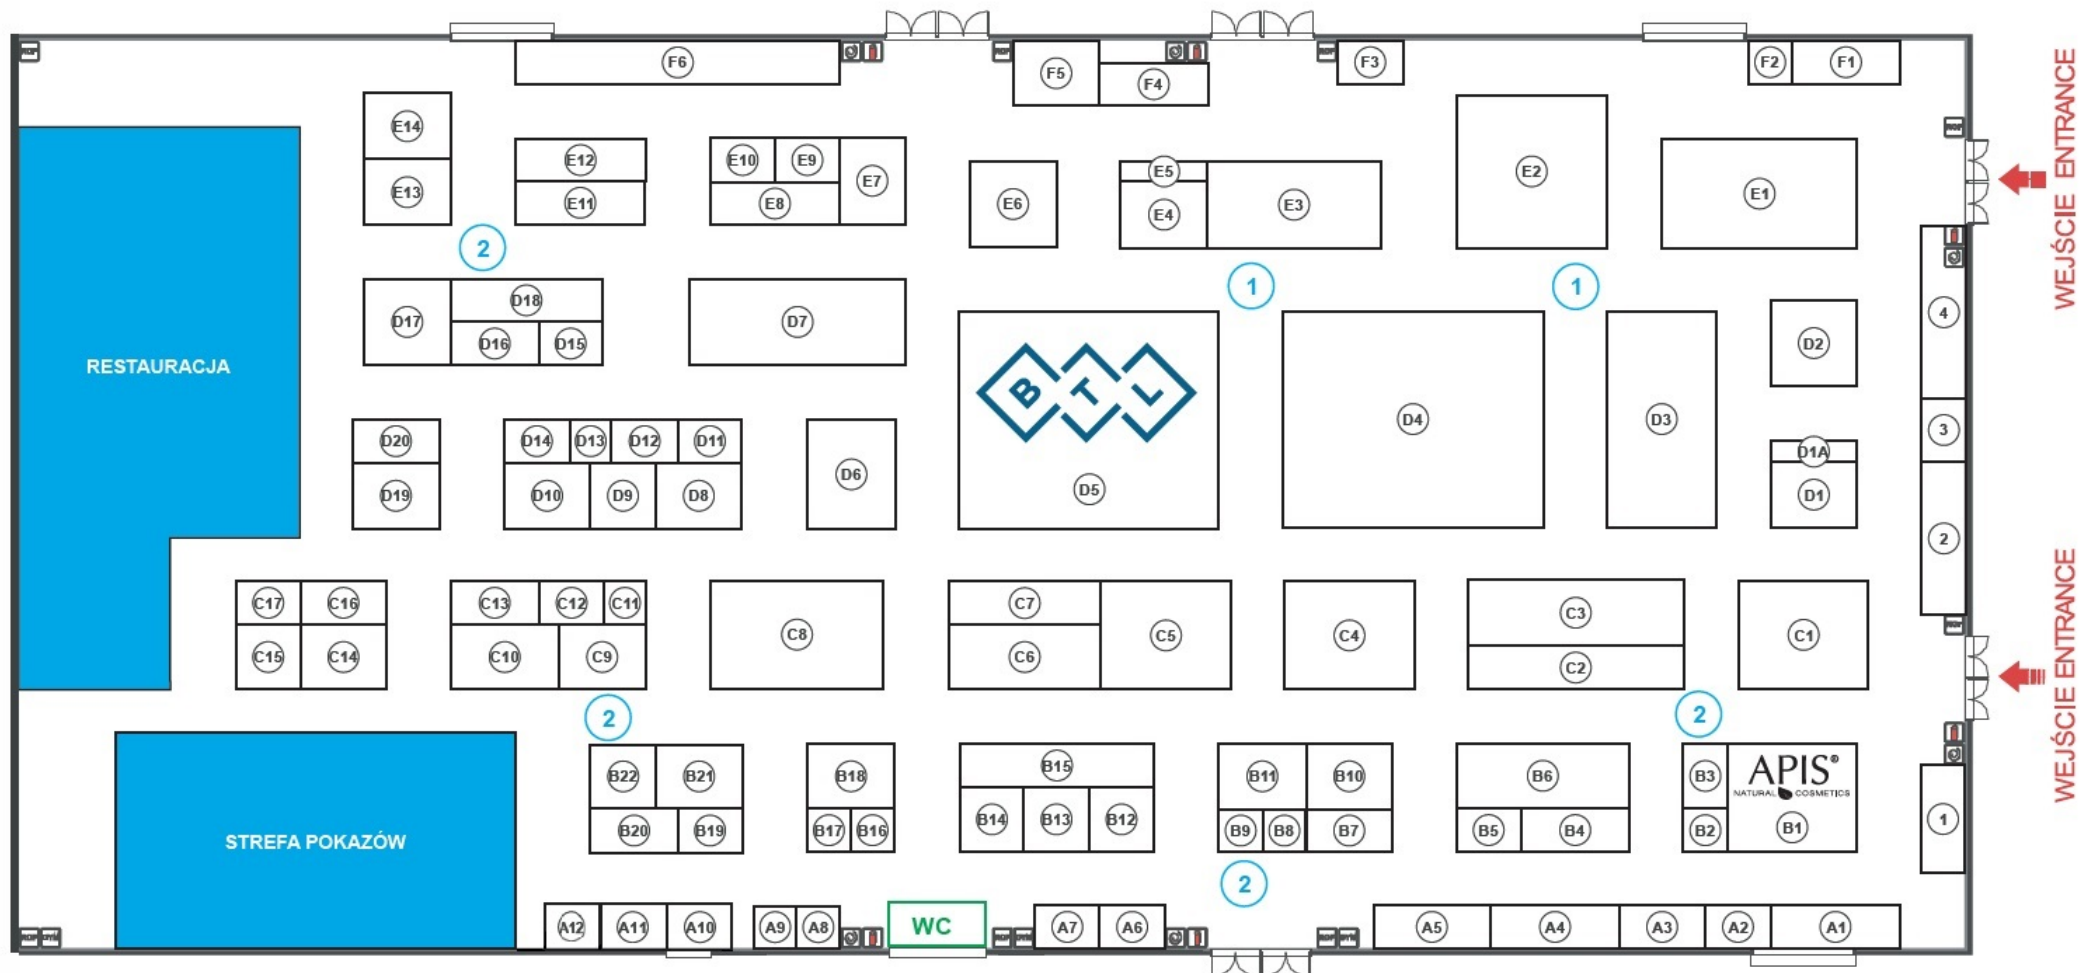 F6
F5
F4
F3
F2
F1
E14
E13
E12
E11
E10
E9
E8
E7
E6
E5
E4
E3
E2
E1
WEJŚCIE ENTRANCE
2
1
1
RESTAURACJA
D17
D18
D16
D15
D7
BTL
D5
D4
D3
D2
4
D20
D19
D14
D13
D12
D11
D10
D9
D8
D6
D1A
D1
3
2
C17
C16
C15
C14
C13
C12
C11
C10
C9
C8
C7
C6
C5
C4
C3
C2
C1
WEJŚCIE ENTRANCE
2
2
STREFA POKAZÓW
B22
B21
B20
B19
B18
B17
B16
B15
B14
B13
B12
B11
B10
B9
B8
B7
B6
B5
B4
B3
B2
APIS®
NATURAL COSMETICS
B1
1
2
A12
A11
A10
A9
A8
WC
A7
A6
A5
A4
A3
A2
A1